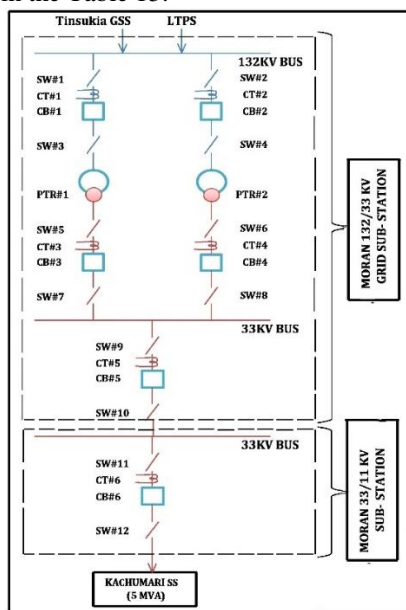 in the Table 15.
Tinsukia GSS LTPS
132KV BUS
SW#1 SW#2
CT#1 CT#2
CB#1 CB#2
SW#3 SW#4
PTR#1 PTR#2
SW#5 SW#6
CT#3 CT#4
CB#3 CB#4
SW#7 SW#8
33KV BUS
SW#9
CT#5
CB#5
SW#10
MORAN 132/33 KV
GRID SUB- STATION
33KV BUS
SW#11
CT#6
CB#6
SW#12
MORAN 33/11 KV
SUB- STATION
KACHUMARI SS
(5 MVA)